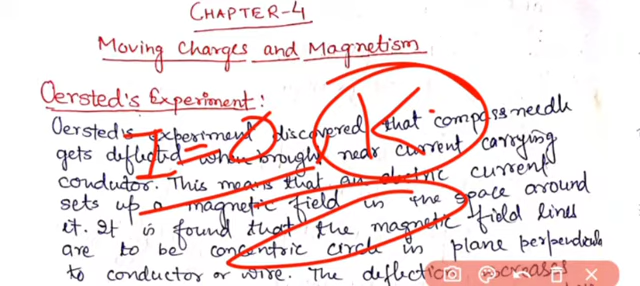 CHAPTER-4
Moving Charges and Magnetism
Oersted's Experiment:
Oersted's experiment discovered that compass needle
I=0, K
gets deflected when brought near current carrying
condutor. This means that an electric current
sets up a magnetic field in the space around
it. It is found that the magnetic field lines
are to be concentric circle in plane perpendicula
to conductor or wire. The deflection increases